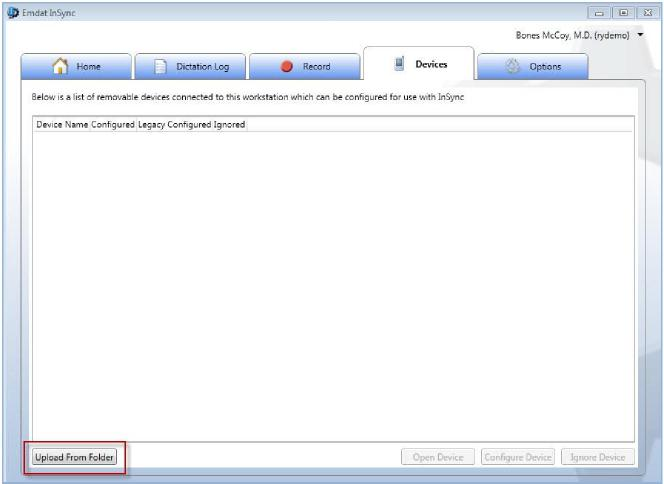 Emdat InSync
Bones McCoy, M.D. (rydemo)
Home Dictation Log Record Devices Options
Below is a list of removable devices connected to this workstation which can be configured for use with InSync
Device Name Configured Legacy Configured Ignored
Upload From Folder Open Device Configure Device Ignore Device